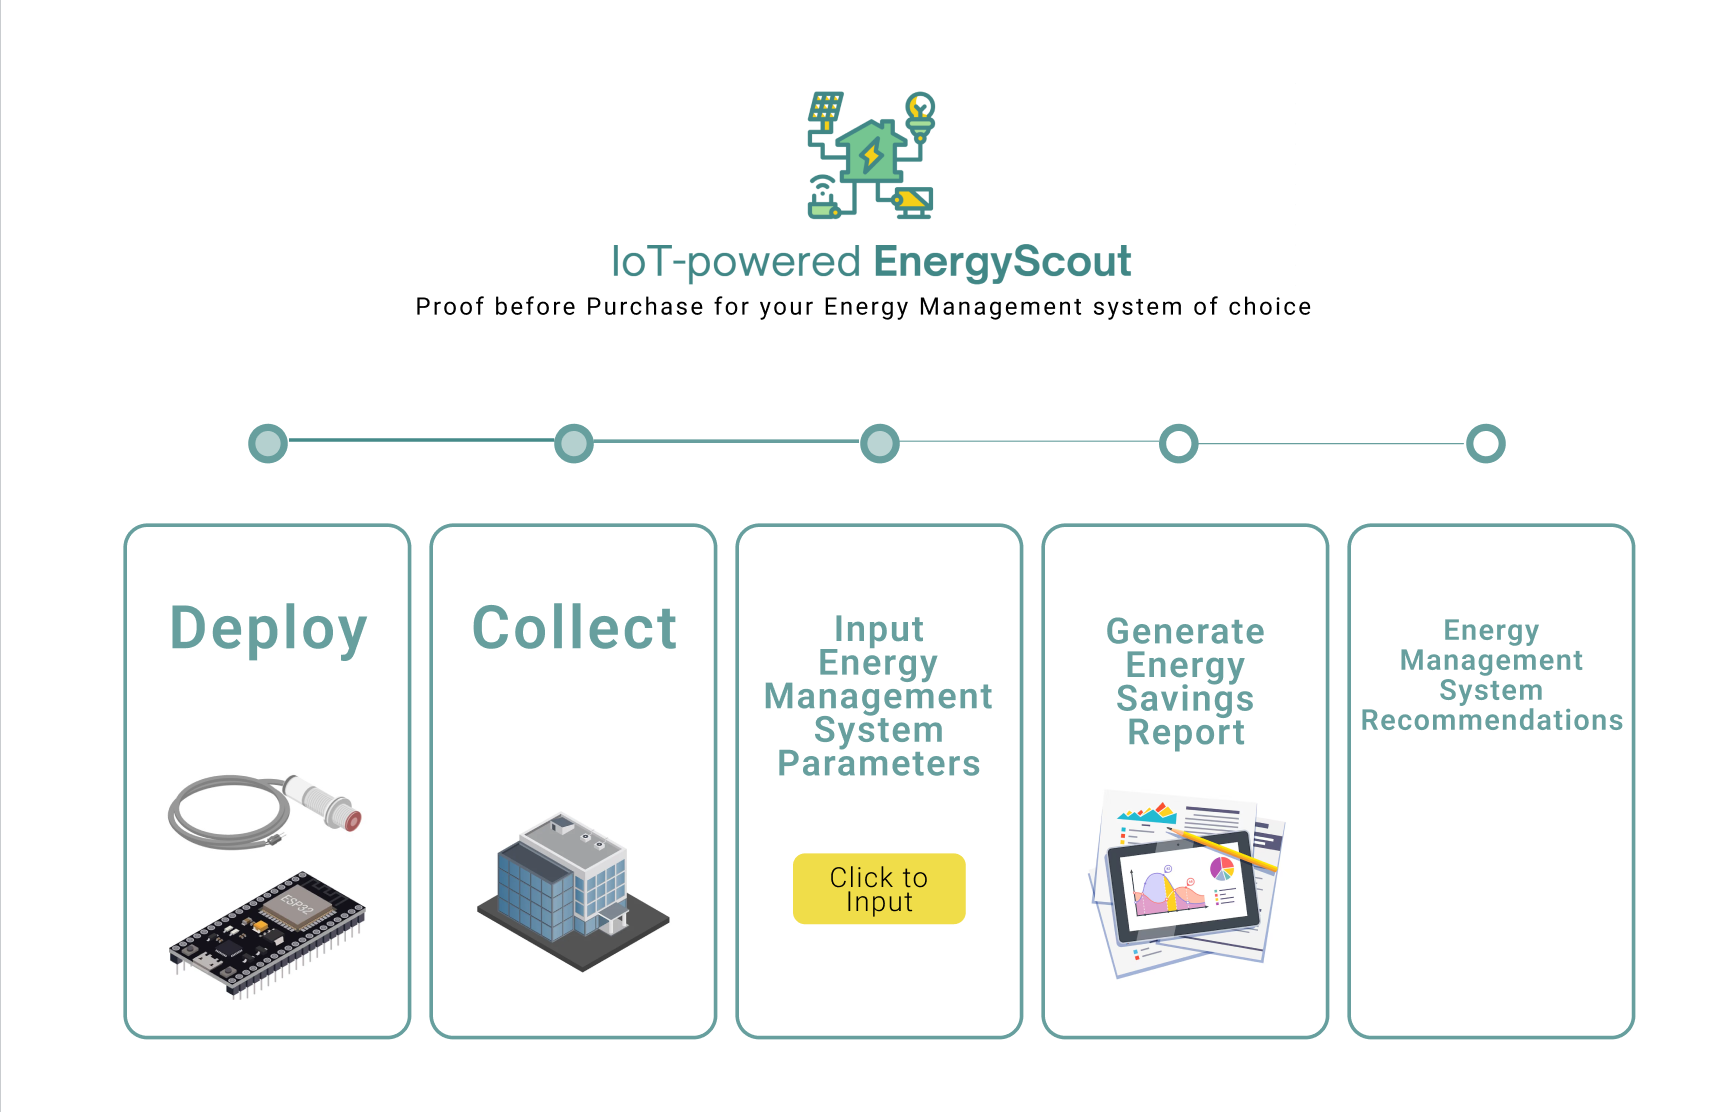 IoT-powered EnergyScout
Proof before Purchase for your Energy Management system of choice
Deploy
ESP32
Collect
Input
Energy
Management
System
Parameters
Click to
Input
Generate
Energy
Savings
Report
Energy
Management
System
Recommendations